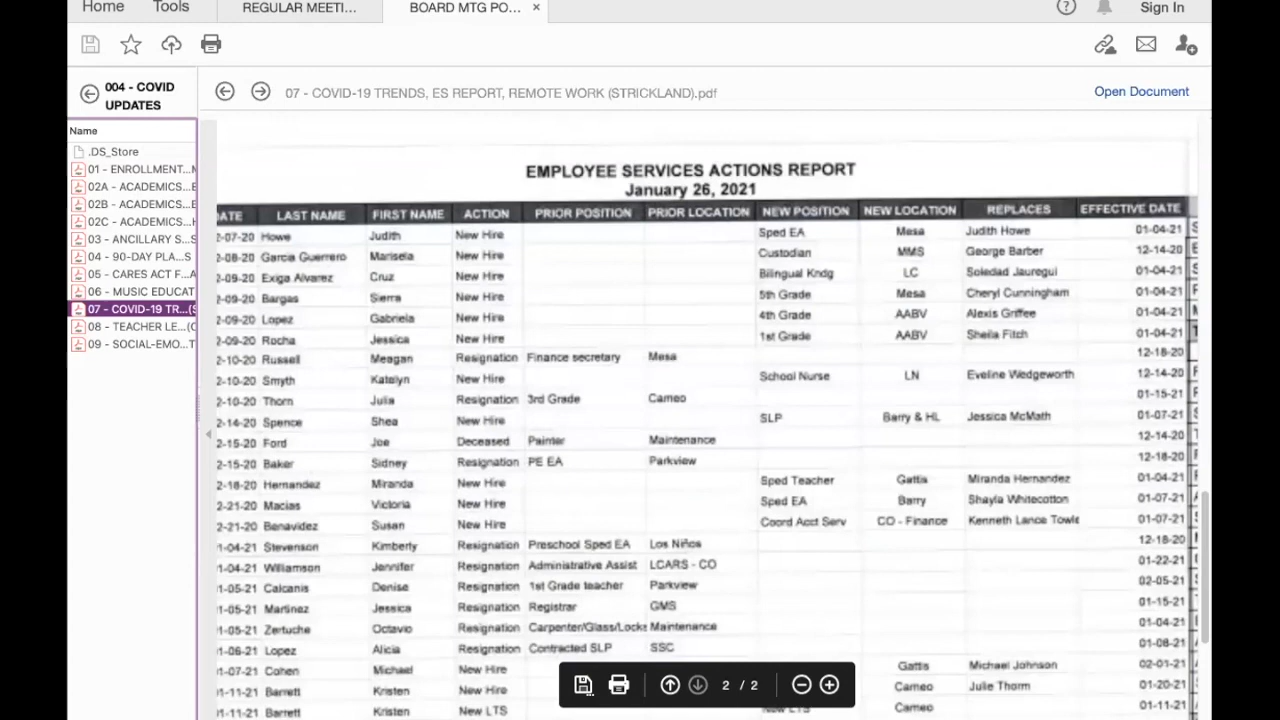 Home Tools REGULAR MEETI... BOARD MTG PO... × Sign In
004 - COVID UPDATES
07 - COVID-19 TRENDS, ES REPORT, REMOTE WORK (STRICKLAND).pdf Open Document
Name
.DS_Store
01 - ENROLLMENT...
02A - ACADEMICS...E
02B - ACADEMICS...E
02C - ACADEMICS...H
03 - ANCILLARY S...S
04 - 90-DAY PLA...S
05 - CARES ACT F...A
06 - MUSIC EDUCAT
07 - COVID-19 TR...(S
08 - TEACHER LE...(C
09 - SOCIAL-EMO...T
EMPLOYEE SERVICES ACTIONS REPORT
January 26, 2021
DATE LAST NAME FIRST NAME ACTION PRIOR POSITION PRIOR LOCATION NEW POSITION NEW LOCATION REPLACES EFFECTIVE DATE
2-07-20 Howe Judith New Hire Sped EA Mesa Judith Howe 01-04-21
2-08-20 Garcia Guerrero Marisela New Hire Custodian MMS George Barber 12-14-20
2-09-20 Exiga Alvarez Cruz New Hire Bilingual Kndg LC Soledad Jauregui 01-04-21
2-09-20 Bargas Sierra New Hire 5th Grade Mesa Cheryl Cunningham 01-04-21
2-09-20 Lopez Gabriela New Hire 4th Grade AABV Alexis Griffee 01-04-21
2-09-20 Rocha Jessica New Hire 1st Grade AABV Sheila Fitch 01-04-21
2-10-20 Russell Meagan Resignation Finance secretary Mesa 12-18-20
2-10-20 Smyth Katelyn New Hire School Nurse LN Eveline Wedgeworth 12-14-20
2-10-20 Thorn Julia Resignation 3rd Grade Cameo 01-15-21
2-14-20 Spence Shea New Hire SLP Barry & HL Jessica McMath 01-07-21
2-15-20 Ford Joe Deceased Painter Maintenance 12-14-20
2-15-20 Baker Sidney Resignation PE EA Parkview 12-18-20
2-18-20 Hernandez Miranda New Hire Sped Teacher Gattis Miranda Hernandez 01-04-21
2-21-20 Macias Victoria New Hire Sped EA Barry Shayla Whitecotton 01-07-21
2-21-20 Benavidez Susan New Hire Coord Acct Serv CO - Finance Kenneth Lance Towle 01-07-21
1-04-21 Stevenson Kimberly Resignation Preschool Sped EA Los Niños 12-18-20
1-04-21 Williamson Jennifer Resignation Administrative Assist LCARS - CO 01-22-21
1-05-21 Calcanis Denise Resignation 1st Grade teacher Parkview 02-05-21
1-05-21 Martinez Jessica Resignation Registrar GMS 01-15-21
1-05-21 Zertuche Octavio Resignation Carpenter/Glass/Locks Maintenance 01-04-21
1-06-21 Lopez Alicia Resignation Contracted SLP SSC 01-08-21
1-07-21 Cohen Michael New Hire Gattis Michael Johnson 02-01-21
1-11-21 Barrett Kristen New Hire Cameo Julie Thorm 01-20-21
1-11-21 Barrett Kristen New LTS New LTS Cameo 01-11-21
2 / 2